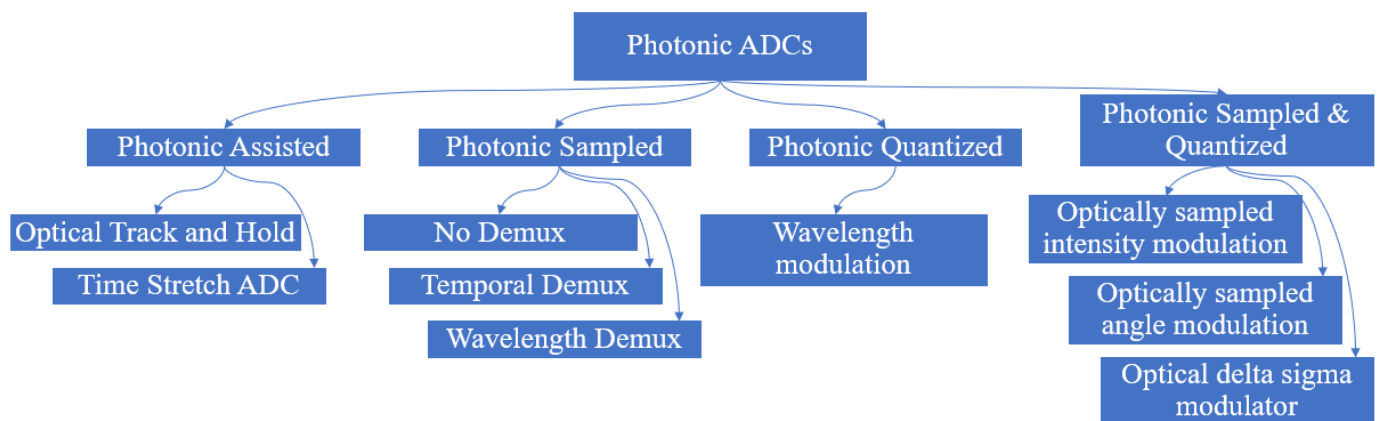 Photonic ADCs
Photonic Assisted
Photonic Sampled
Photonic Quantized
Photonic Sampled &
Quantized
Optical Track and Hold
Time Stretch ADC
No Demux
Temporal Demux
Wavelength Demux
Wavelength
modulation
Optically sampled
intensity modulation
Optically sampled
angle modulation
Optical delta sigma
modulator